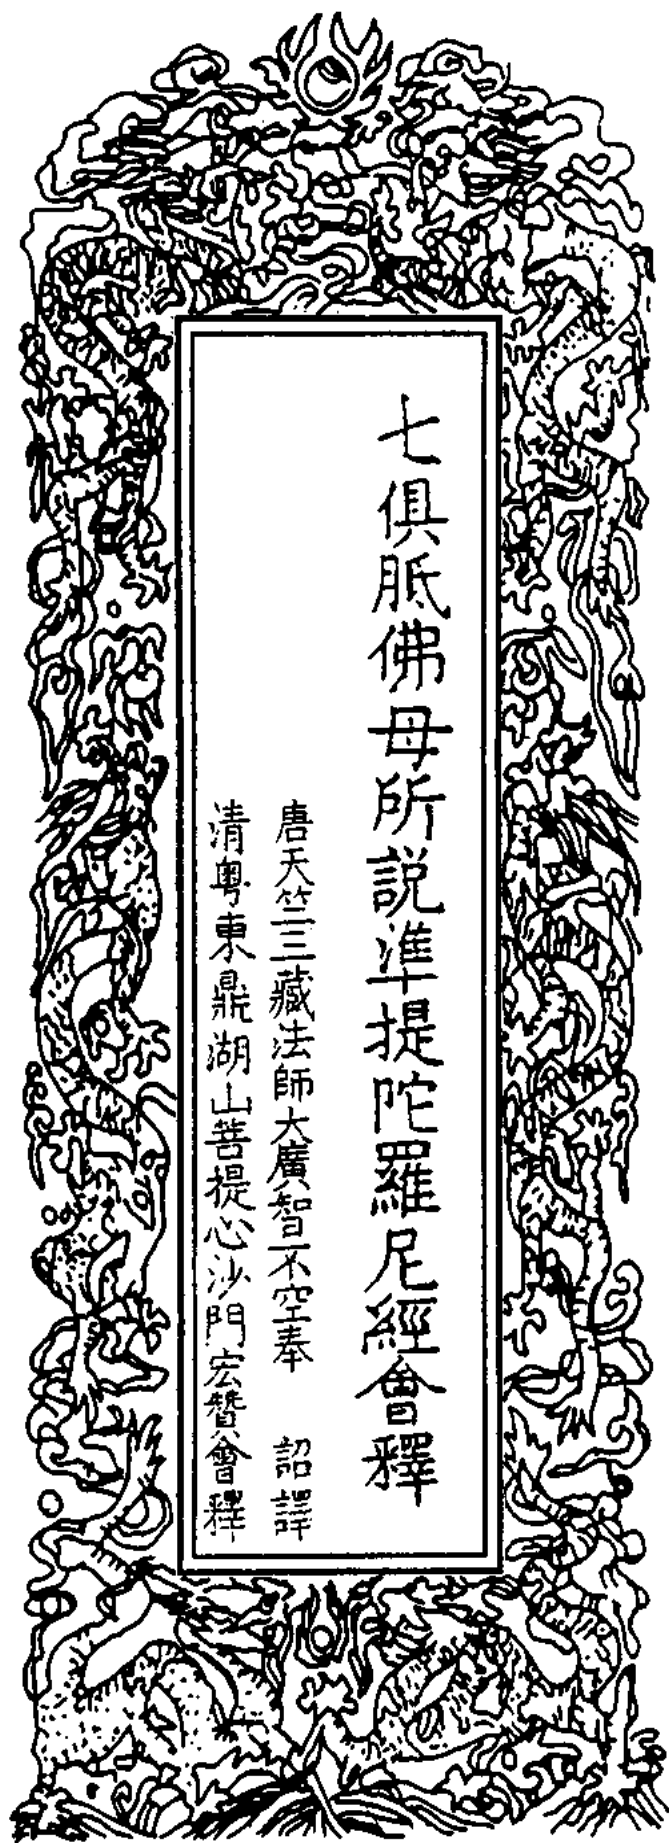 七俱胝佛母所説準提陀羅尼經會釋
唐天竺三藏法師大廣智不空奉　詔譯
清粵東鼎湖山菩提心沙門宏贊會釋